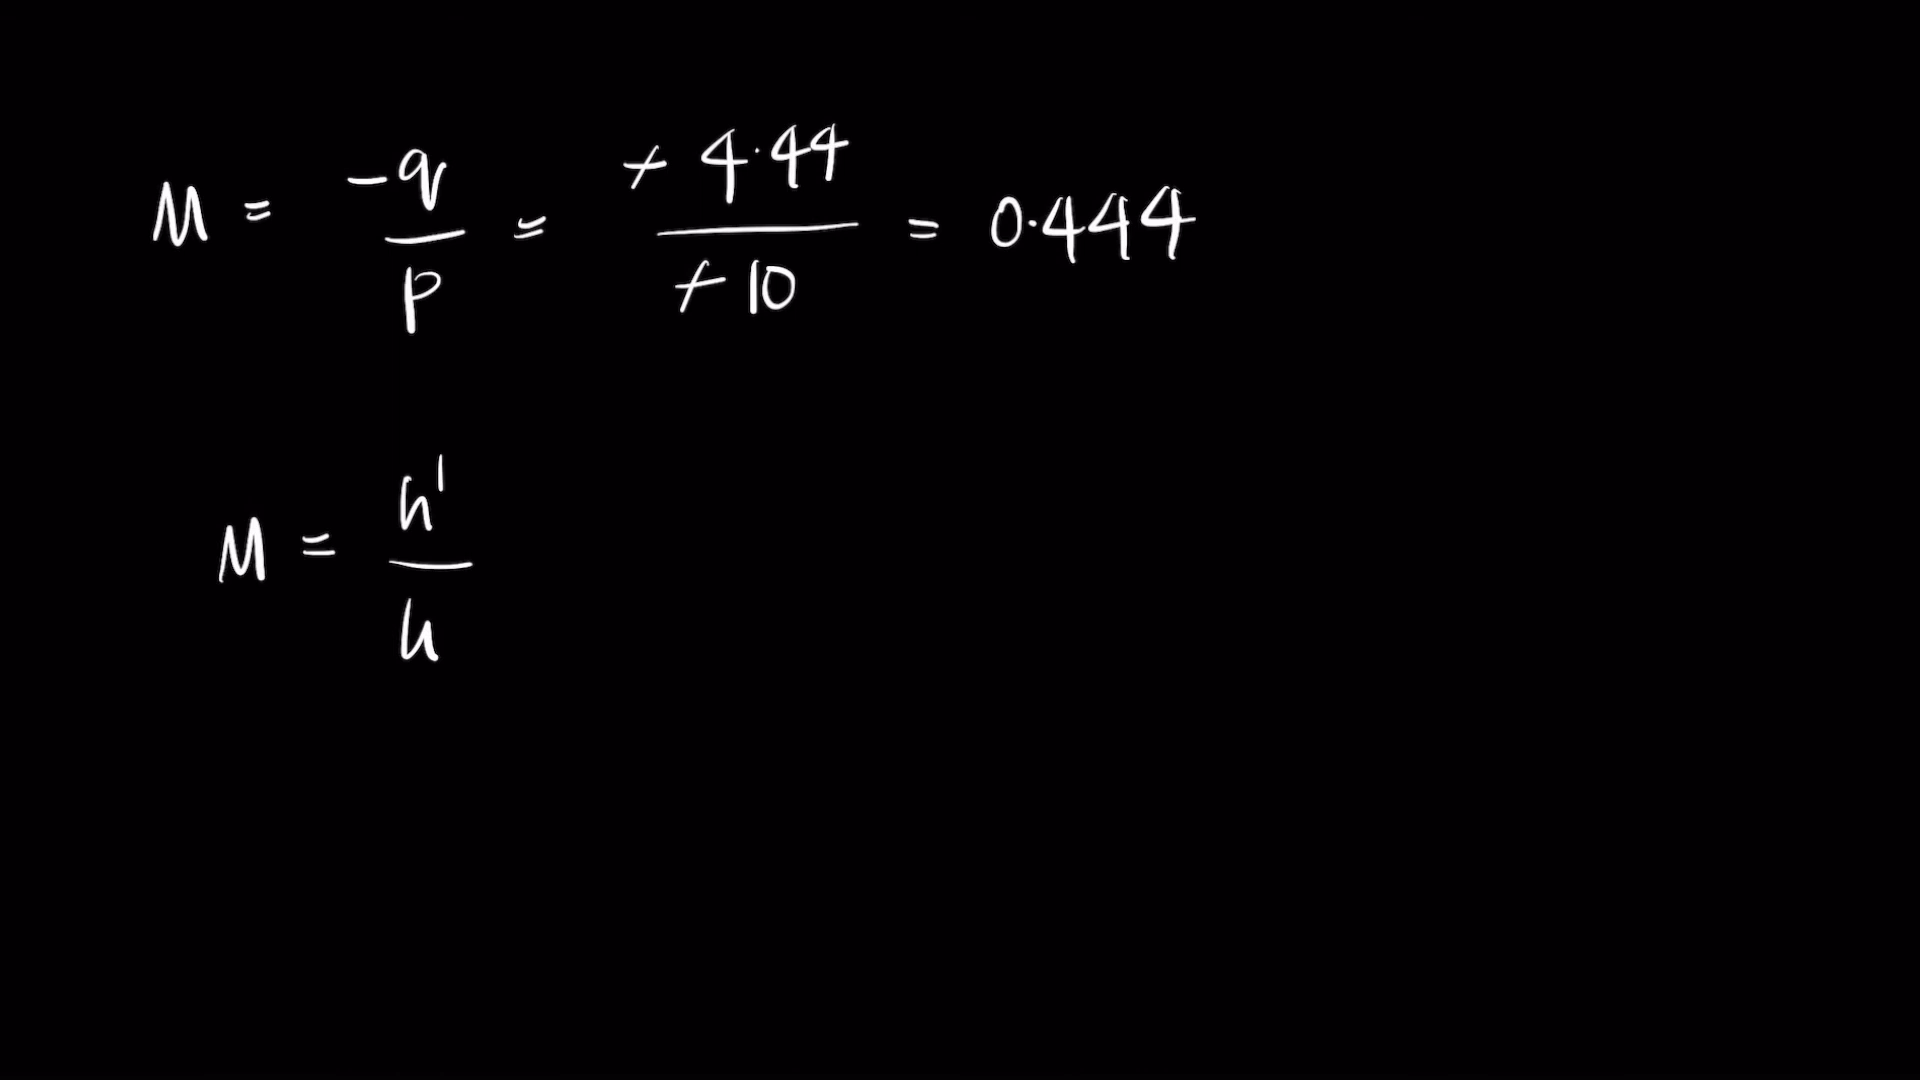 M = -q/p = +4.44/+10 = 0.444
M = h'/h